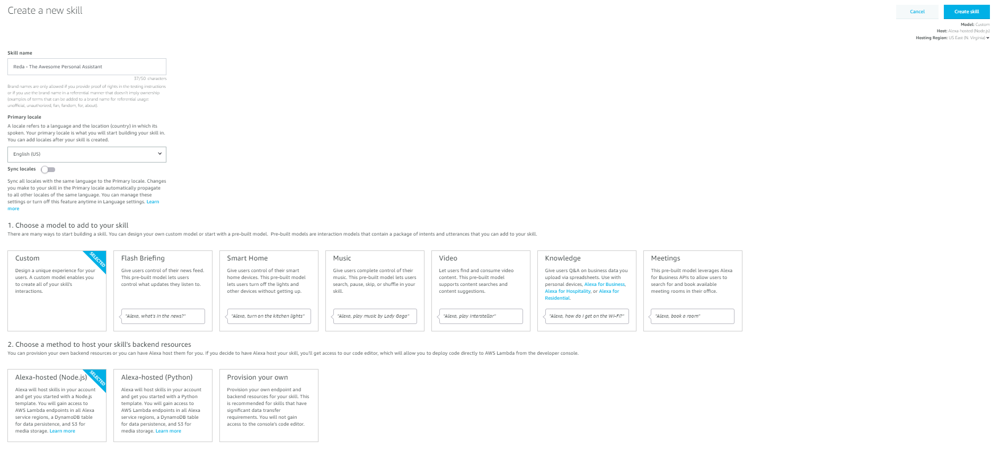 Create a new skill
Cancel
Create skill
Model: Custom
Host: Alexa-hosted (Node.js)
Hosting Region: US East (N. Virginia)
Skill name
Reda - The Awesome Personal Assistant
37/50 characters
Brand names are only allowed if you provide proof of rights in the testing instructions
or if you use the brand name in a referential manner that doesn't imply ownership
(examples of terms that can be added to a brand name for referential usage:
unofficial, unauthorized, fan, fandom, for, about).
Primary locale
A locale refers to a language and the location (country) in which its
spoken. Your primary locale is what you will start building your skill in.
You can add locales after your skill is created.
English (US)
Sync locales
Sync all locales with the same language to the Primary locale. Changes
you make to your skill in the Primary locale automatically propagate
to all other locales of the same language. You can manage these
settings or turn off this feature anytime in Language settings. Learn
more
1. Choose a model to add to your skill
There are many ways to start building a skill. You can design your own custom model or start with a pre-built model. Pre-built models are interaction models that contain a package of intents and utterances that you can add to your skill.
Custom
SELECTED
Design a unique experience for your
users. A custom model enables you
to create all of your skill's
interactions.
Flash Briefing
Give users control of their news feed.
This pre-built model lets users
control what updates they listen to.
"Alexa, what's in the news?"
Smart Home
Give users control of their smart
home devices. This pre-built model
lets users turn off the lights and
other devices without getting up.
"Alexa, turn on the kitchen lights"
Music
Give users complete control of their
music. This pre-built model lets users
search, pause, skip, or shuffle in your
skill.
"Alexa, play music by Lady Gaga"
Video
Let users find and consume video
content. This pre-built model
supports content searches and
content suggestions.
"Alexa, play Interstellar"
Knowledge
Give users Q&A on business data you
upload via spreadsheets. Use with
personal devices, Alexa for Business,
Alexa for Hospitality, or Alexa for
Residential.
"Alexa, how do I get on the Wi-Fi?"
Meetings
This pre-built model leverages Alexa
for Business APIs to allow users to
search for and book available
meeting rooms in their office.
"Alexa, book a room"
2. Choose a method to host your skill's backend resources
You can provision your own backend resources or you can have Alexa host them for you. If you decide to have Alexa host your skill, you'll get access to our code editor, which will allow you to deploy code directly to AWS Lambda from the developer console.
Alexa-hosted (Node.js)
SELECTED
Alexa will host skills in your account
and get you started with a Node.js
template. You will gain access to
AWS Lambda endpoints in all Alexa
service regions, a DynamoDB table
for data persistence, and S3 for
media storage. Learn more
Alexa-hosted (Python)
Alexa will host skills in your account
and get you started with a Python
template. You will gain access to
AWS Lambda endpoints in all Alexa
service regions, a DynamoDB table
for data persistence, and S3 for
media storage. Learn more
Provision your own
Provision your own endpoint and
backend resources for your skill. This
is recommended for skills that have
significant data transfer
requirements. You will not gain
access to the console's code editor.